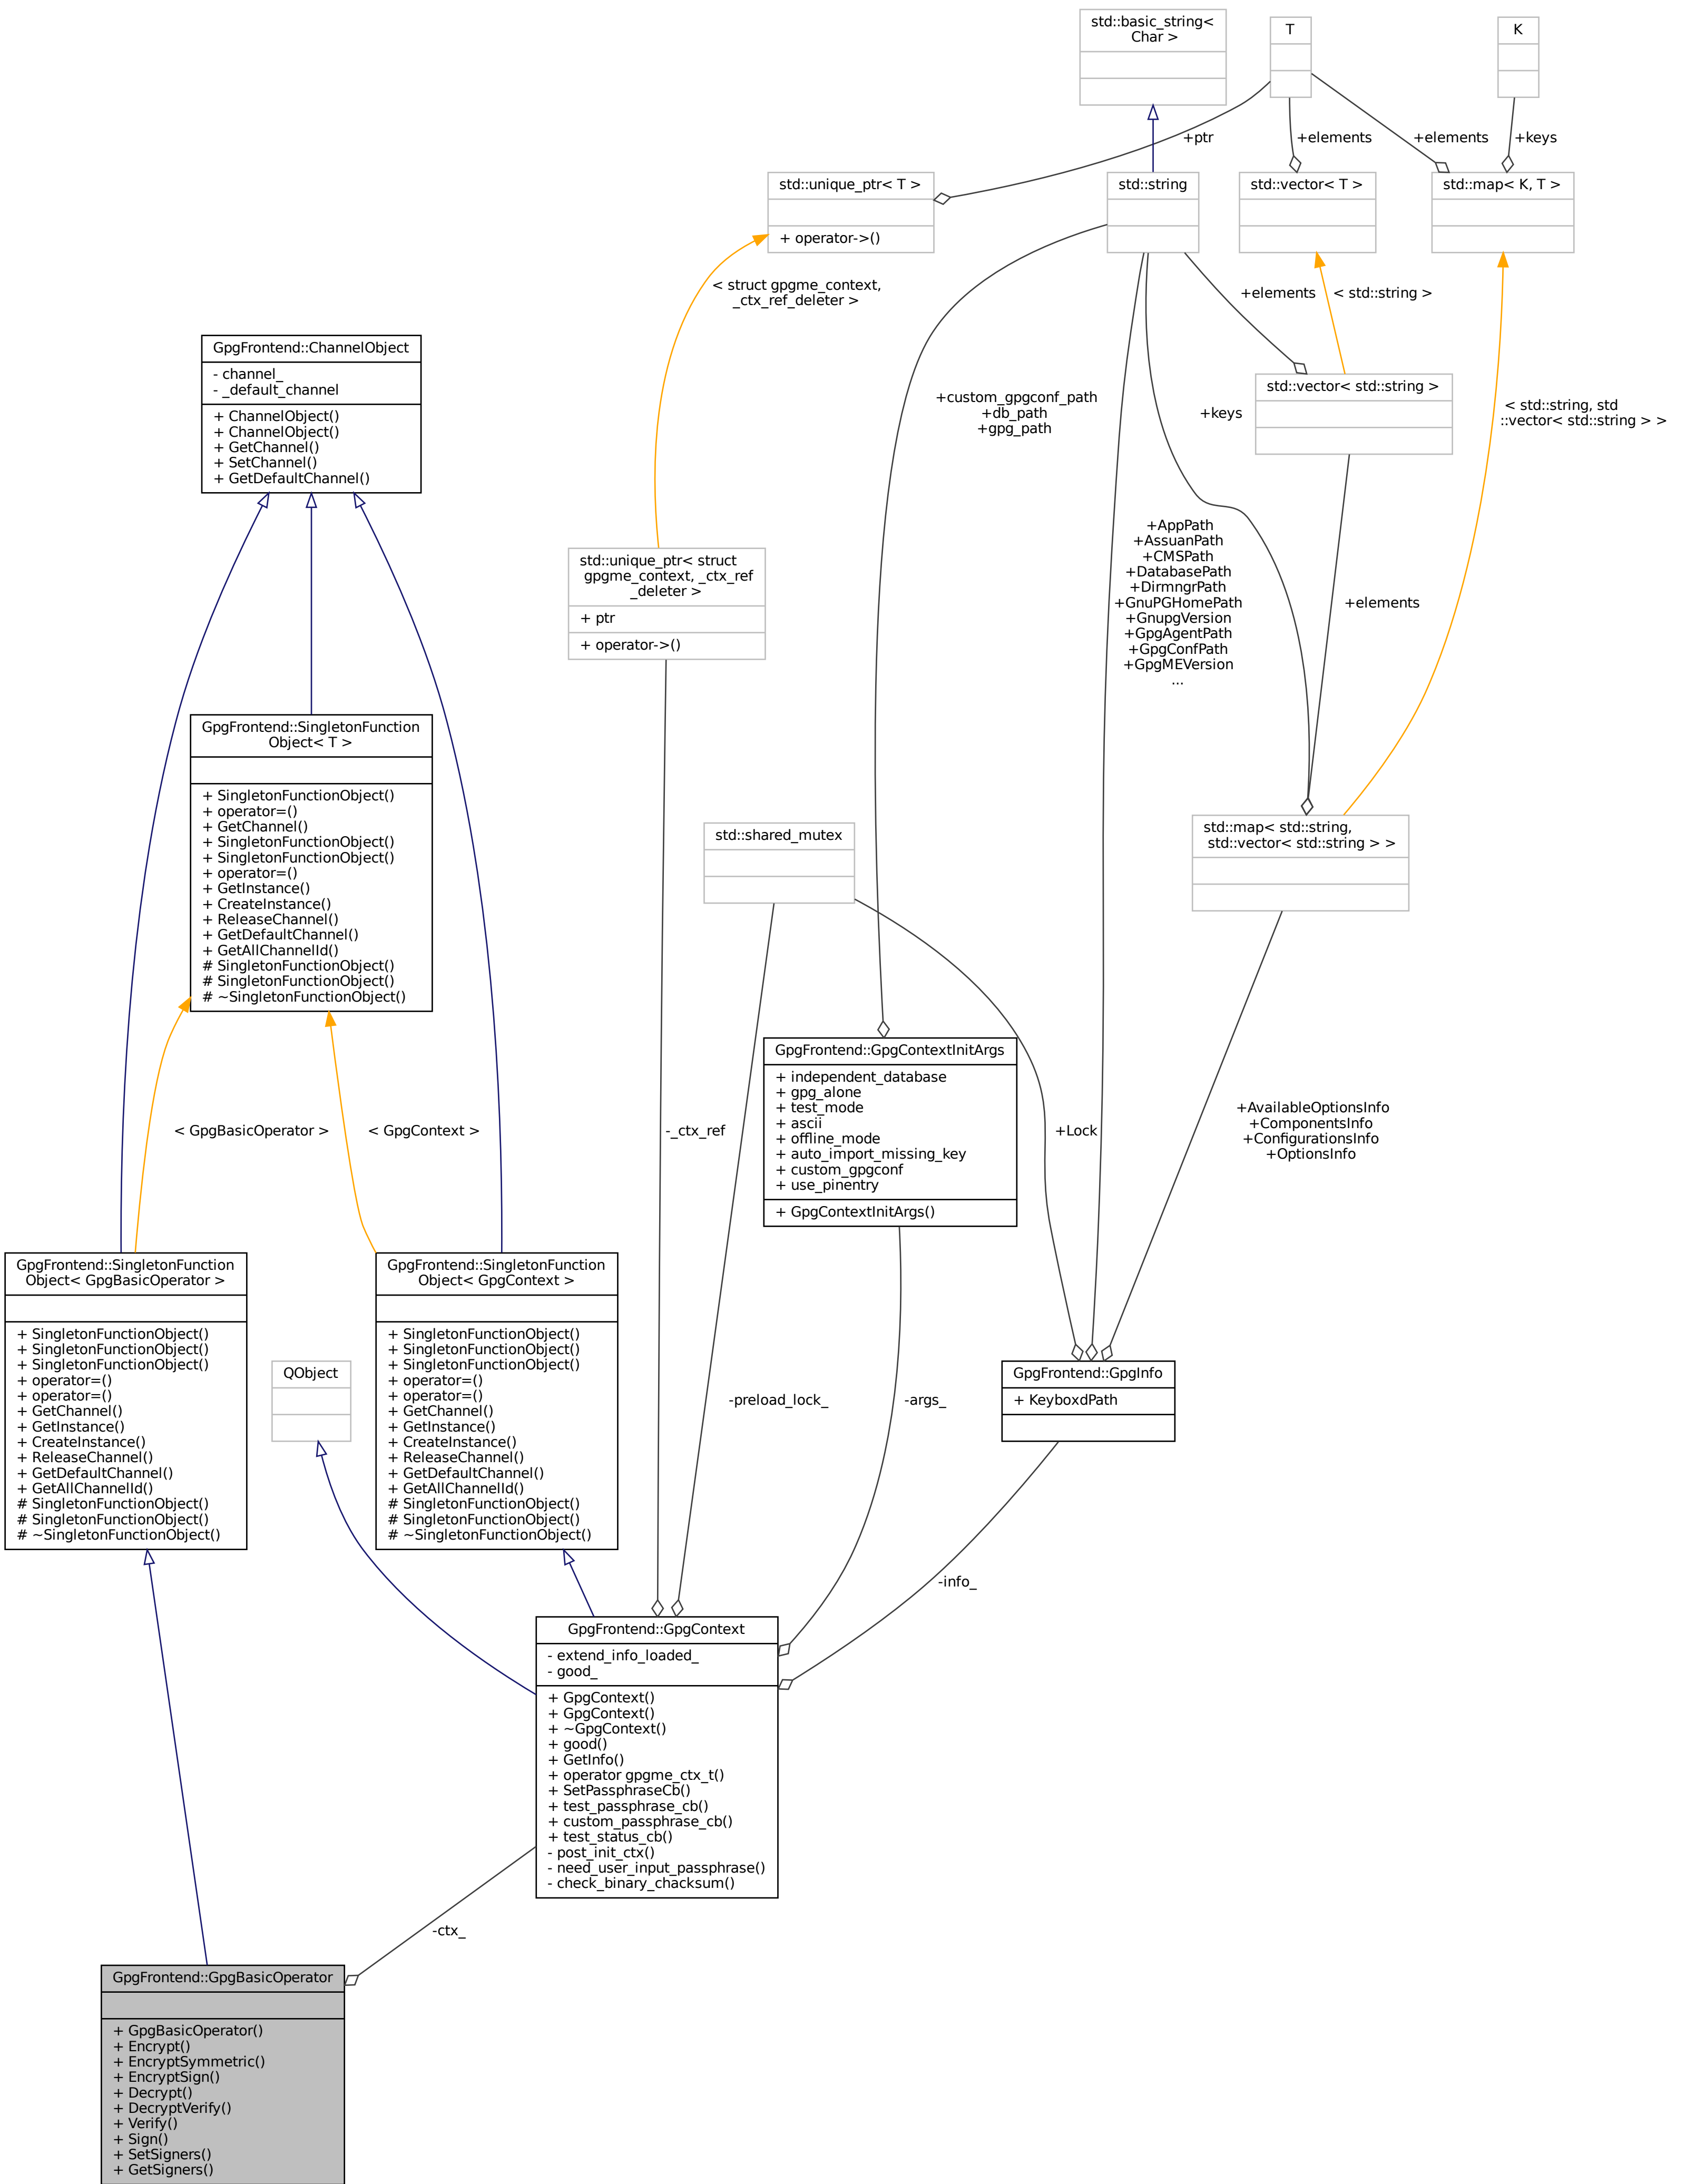 std::basic_string<
Char >
T
K
+ptr
+elements
+elements
+keys
std::unique_ptr< T >
+ operator->()
std::string
std::vector< T >
std::map< K, T >
< struct gpgme_context,
_ctx_ref_deleter >
+elements
< std::string >
GpgFrontend::ChannelObject
- channel_
- _default_channel
+ ChannelObject()
+ ChannelObject()
+ GetChannel()
+ SetChannel()
+ GetDefaultChannel()
+custom_gpgconf_path
+db_path
+gpg_path
+keys
std::vector< std::string >
< std::string, std
::vector< std::string > >
std::unique_ptr< struct
gpgme_context, _ctx_ref
_deleter >
+ ptr
+ operator->()
+AppPath
+AssuanPath
+CMSPath
+DatabasePath
+DirmngrPath
+GnuPGHomePath
+GnupgVersion
+GpgAgentPath
+GpgConfPath
+GpgMEVersion
...
+elements
GpgFrontend::SingletonFunction
Object< T >
+ SingletonFunctionObject()
+ operator=()
+ GetChannel()
+ SingletonFunctionObject()
+ SingletonFunctionObject()
+ operator=()
+ GetInstance()
+ CreateInstance()
+ ReleaseChannel()
+ GetDefaultChannel()
+ GetAllChannelId()
# SingletonFunctionObject()
# SingletonFunctionObject()
# ~SingletonFunctionObject()
std::shared_mutex
std::map< std::string,
std::vector< std::string > >
< GpgBasicOperator >
< GpgContext >
-_ctx_ref
GpgFrontend::GpgContextInitArgs
+ independent_database
+ gpg_alone
+ test_mode
+ ascii
+ offline_mode
+ auto_import_missing_key
+ custom_gpgconf
+ use_pinentry
+ GpgContextInitArgs()
+Lock
+AvailableOptionsInfo
+ComponentsInfo
+ConfigurationsInfo
+OptionsInfo
GpgFrontend::SingletonFunction
Object< GpgBasicOperator >
+ SingletonFunctionObject()
+ SingletonFunctionObject()
+ SingletonFunctionObject()
+ operator=()
+ operator=()
+ GetChannel()
+ GetInstance()
+ CreateInstance()
+ ReleaseChannel()
+ GetDefaultChannel()
+ GetAllChannelId()
# SingletonFunctionObject()
# SingletonFunctionObject()
# ~SingletonFunctionObject()
QObject
GpgFrontend::SingletonFunction
Object< GpgContext >
+ SingletonFunctionObject()
+ SingletonFunctionObject()
+ SingletonFunctionObject()
+ operator=()
+ operator=()
+ GetChannel()
+ GetInstance()
+ CreateInstance()
+ ReleaseChannel()
+ GetDefaultChannel()
+ GetAllChannelId()
# SingletonFunctionObject()
# SingletonFunctionObject()
# ~SingletonFunctionObject()
-preload_lock_
-args_
GpgFrontend::GpgInfo
+ KeyboxdPath
-info_
GpgFrontend::GpgContext
- extend_info_loaded_
- good_
+ GpgContext()
+ GpgContext()
+ ~GpgContext()
+ good()
+ GetInfo()
+ operator gpgme_ctx_t()
+ SetPassphraseCb()
+ test_passphrase_cb()
+ custom_passphrase_cb()
+ test_status_cb()
- post_init_ctx()
- need_user_input_passphrase()
- check_binary_chacksum()
-ctx_
GpgFrontend::GpgBasicOperator
+ GpgBasicOperator()
+ Encrypt()
+ EncryptSymmetric()
+ EncryptSign()
+ Decrypt()
+ DecryptVerify()
+ Verify()
+ Sign()
+ SetSigners()
+ GetSigners()